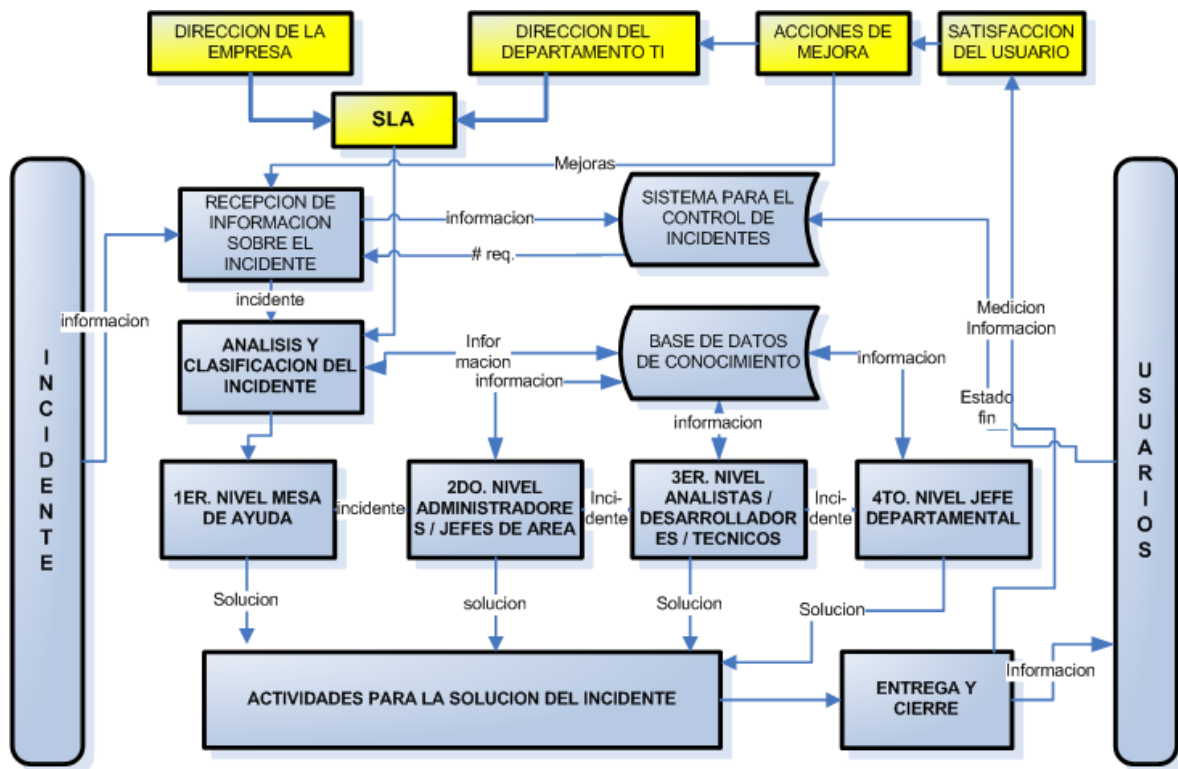 DIRECCION DE LA
EMPRESA
DIRECCION DEL
DEPARTAMENTO TI
ACCIONES DE
MEJORA
SATISFACCION
DEL USUARIO
SLA
Mejoras
RECEPCION DE
INFORMACION
SOBRE EL
INCIDENTE
informacion
SISTEMA PARA EL
CONTROL DE
INCIDENTES
# req.
informacion
incidente
Medicion
Informacion
ANALISIS Y
CLASIFICACION DEL
INCIDENTE
Infor
macion
informacion
BASE DE DATOS
DE CONOCIMIENTO
informacion
informacion
Estado
fin
INCIDENTE
USUARIOS
1ER. NIVEL MESA
DE AYUDA
incidente
2DO. NIVEL
ADMINISTRADORE
S / JEFES DE AREA
Inci-
dente
3ER. NIVEL
ANALISTAS /
DESARROLLADOR
ES / TECNICOS
Inci-
dente
4TO. NIVEL JEFE
DEPARTAMENTAL
Solucion
solucion
Solucion
Solucion
ACTIVIDADES PARA LA SOLUCION DEL INCIDENTE
ENTREGA Y
CIERRE
Informacion